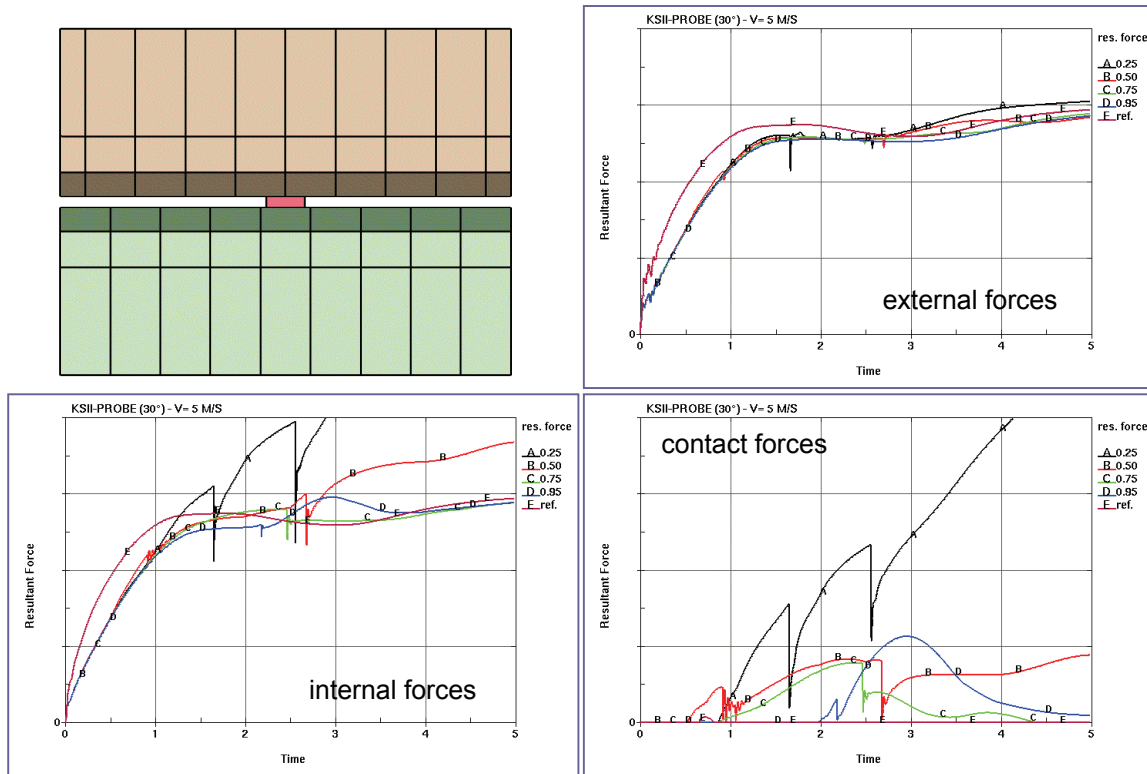 KSII-PROBE (30°) - V= 5 M/S
res. force
A 0.25
B 0.50
C 0.75
D 0.95
E ref.
Resultant Force
0
0
1
2
3
4
5
Time
external forces
KSII-PROBE (30°) - V= 5 M/S
res. force
A 0.25
B 0.50
C 0.75
D 0.95
E ref.
Resultant Force
0
0
1
2
3
4
5
Time
internal forces
KSII-PROBE (30°) - V= 5 M/S
contact forces
res. force
A 0.25
B 0.50
C 0.75
D 0.95
E ref.
Resultant Force
0
0
1
2
3
4
5
Time